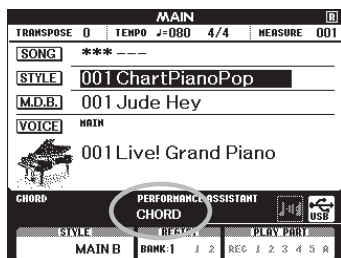 MAIN R
TRANSPOSE 0 TEMPO ♩=080 4/4 MEASURE 001
SONG *** ---
STYLE 001 ChartPianoPop
M.D.B. 001 Jude Hey
VOICE MAIN
001 Live! Grand Piano
CHORD PERFORMANCE ASSISTANT
CHORD
USB
STYLE REGIST PLAY PART
MAIN B BANK:1 1 2 REC 1 2 3 4 5 A